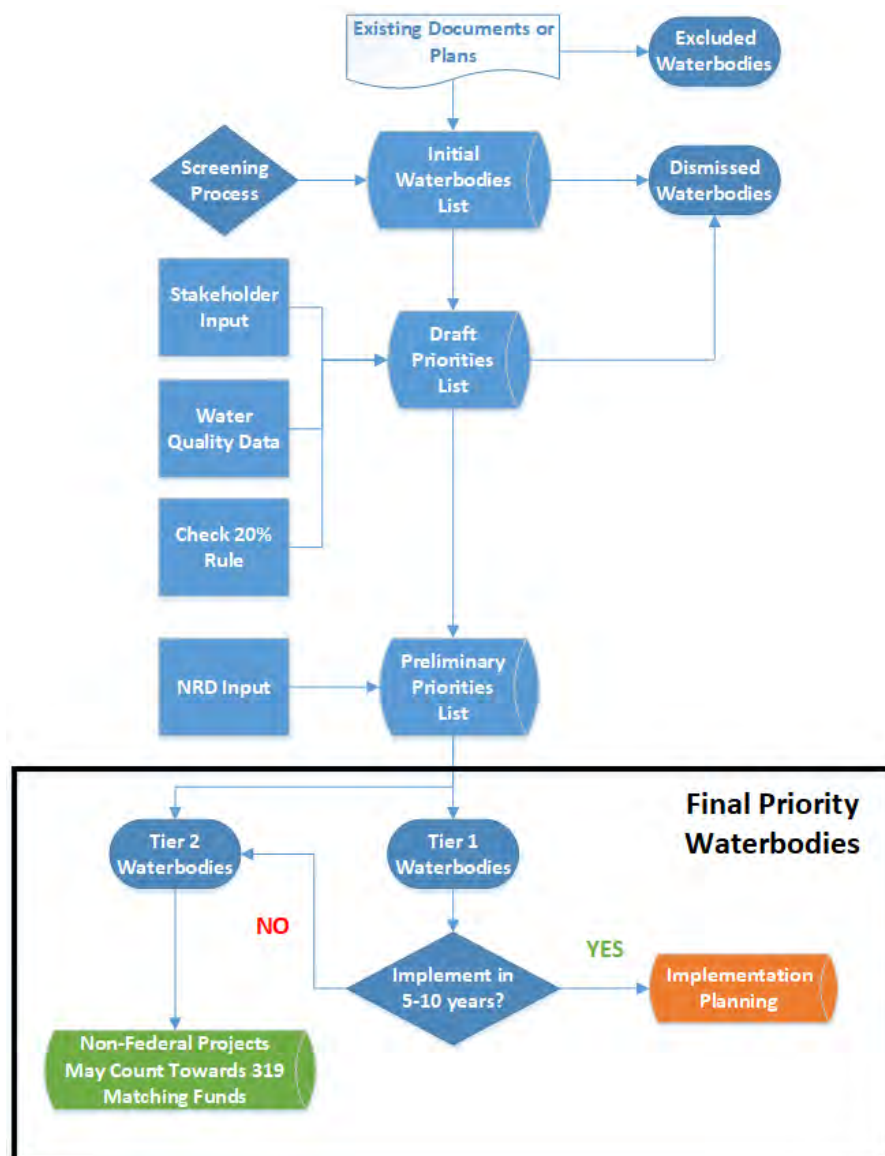 Existing Documents or
Plans
Excluded
Waterbodies
Screening
Process
Initial
Waterbodies
List
Dismissed
Waterbodies
Stakeholder
Input
Draft
Priorities
List
Water
Quality Data
Check 20%
Rule
NRD Input
Preliminary
Priorities
List
Final Priority
Waterbodies
Tier 2
Waterbodies
Tier 1
Waterbodies
NO
YES
Implement in
5-10 years?
Implementation
Planning
Non-Federal Projects
May Count Towards 319
Matching Funds